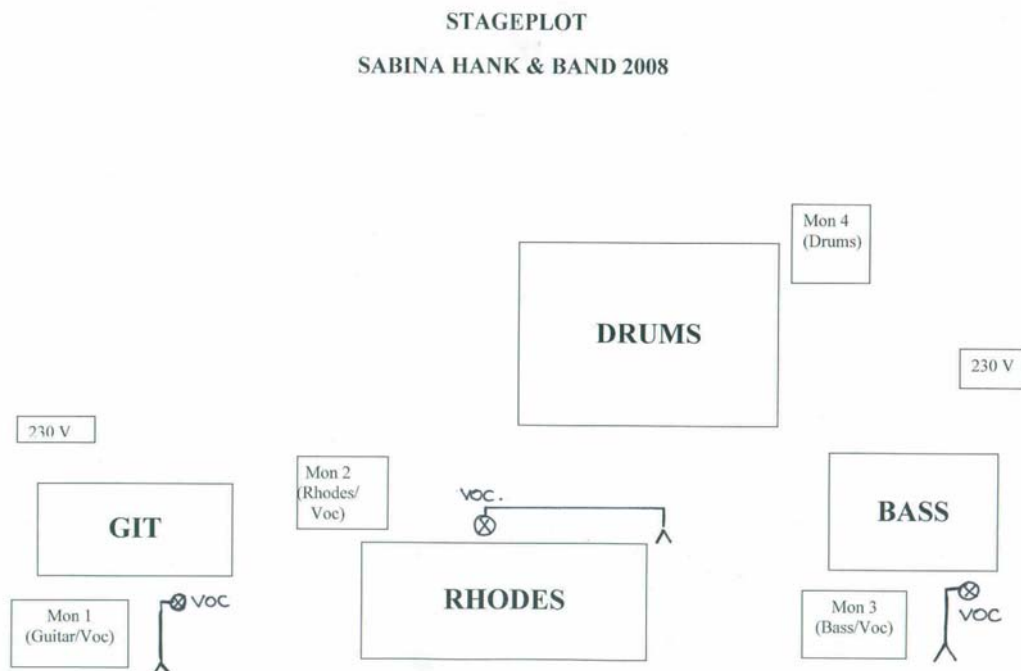 STAGEPLOT
SABINA HANK & BAND 2008
Mon 4
(Drums)
DRUMS
230 V
230 V
Mon 2
(Rhodes/
Voc)
VOC.
BASS
GIT
RHODES
VOC
Mon 1
(Guitar/Voc)
Mon 3
(Bass/Voc)
VOC